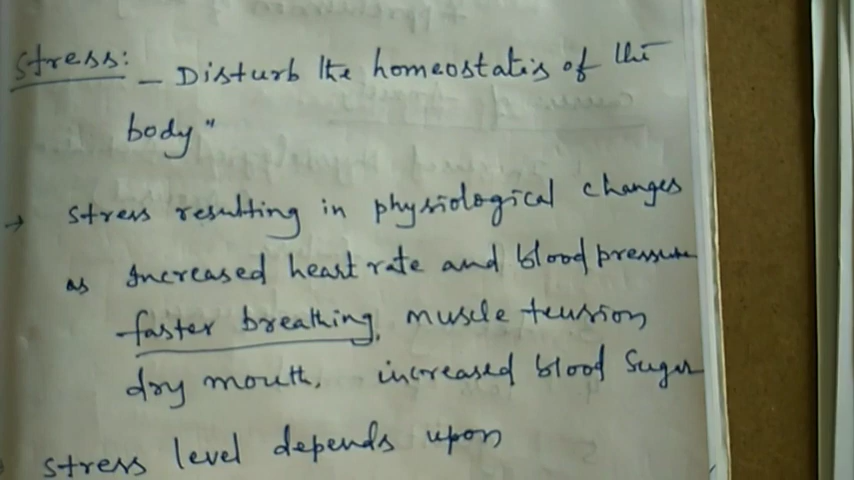 Stress: - Disturb the homeostatis of the
body"
→ stress resulting in physiological changes
as Increased heart rate and blood pressure
faster breathing, muscle tension
dry mouth, increased blood sugar
stress level depends upon